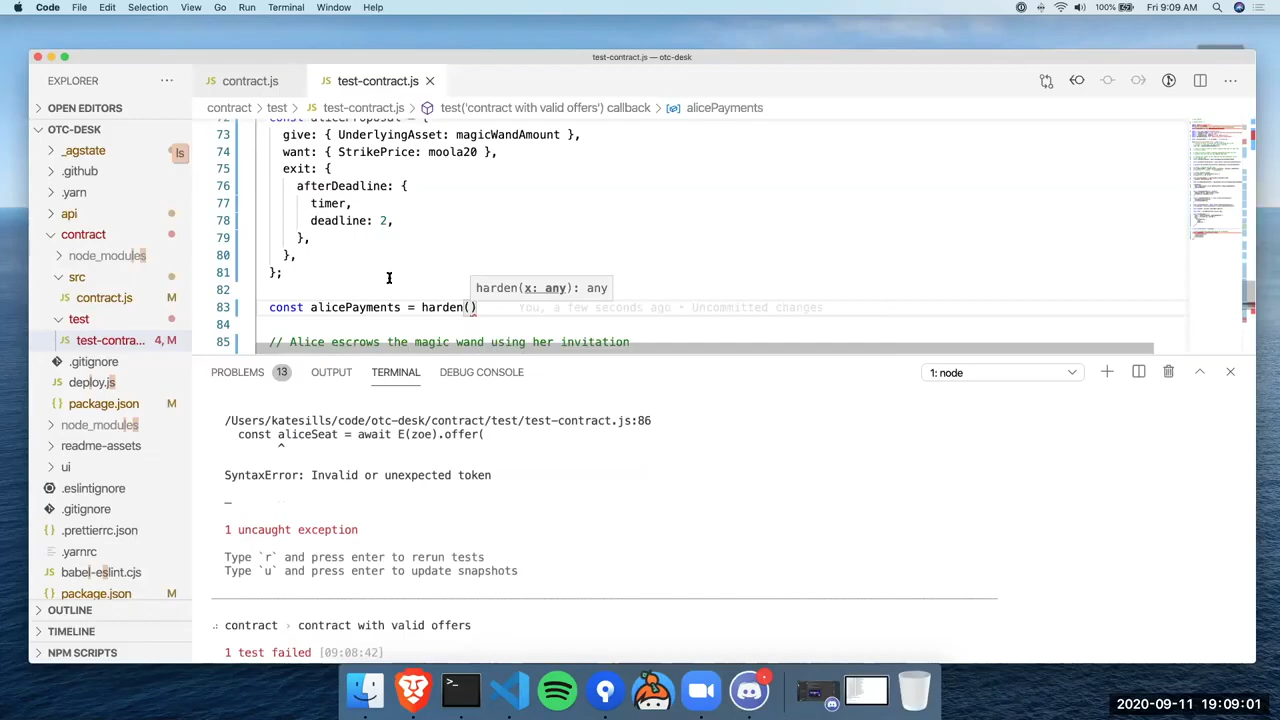 Code File Edit Selection View Go Run Terminal Window Help
100% Fri 9:09 AM
test-contract.js — otc-desk
EXPLORER
JS contract.js
JS test-contract.js
contract > test > JS test-contract.js > test('contract with valid offers') callback > alicePayments
OPEN EDITORS
OTC-DESK
.agstate
ls
.github
.yarn
api
contract
node_modules
src
JS contract.js M
test
JS test-contra... 4, M
.gitignore
deploy.js
package.json M
node_modules
readme-assets
ui
.eslintignore
.gitignore
{} .prettierrc.json
.yarnrc
babel-eslint.cjs
{} package.json M
OUTLINE
TIMELINE
NPM SCRIPTS
73 give: { UnderlyingAsset: magicWandAmount },
74 want: { StrikePrice: moola20 },
75 exit: {
76 afterDeadline: {
77 timer,
78 deadline: 2,
79 },
80 },
81 };
82
harden(x: any): any
83 const alicePayments = harden() You, a few seconds ago • Uncommitted changes
84
85 // Alice escrows the magic wand using her invitation
PROBLEMS 13 OUTPUT TERMINAL DEBUG CONSOLE 1: node
/Users/katesills/code/otc-desk/contract/test/test-contract.js:86
const aliceSeat = await E(zoe).offer(
^
SyntaxError: Invalid or unexpected token
1 uncaught exception
Type `r` and press enter to rerun tests
Type `u` and press enter to update snapshots
contract › contract with valid offers
1 test failed [09:08:42]
2020-09-11 19:09:01